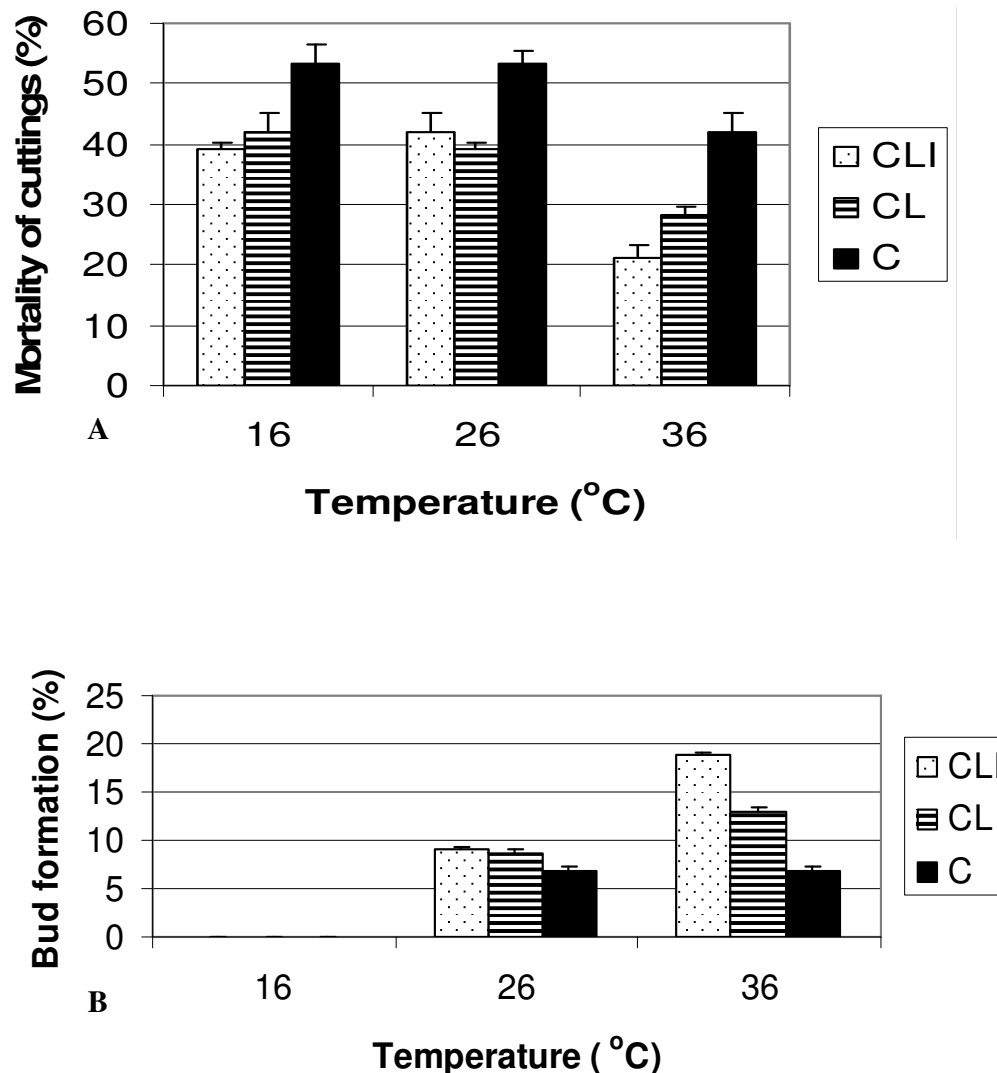 Mortality of cuttings (%)
60
50
40
30
20
10
0
A
16 26 36
Temperature (°C)
CLI
CL
C
Bud formation (%)
25
20
15
10
5
0
B
16 26 36
Temperature ( °C)
CLI
CL
C